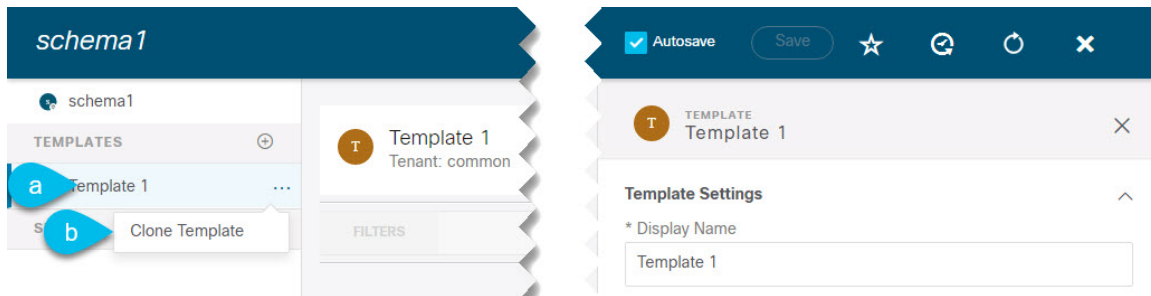 schema1
Autosave
Save
s
schema1
TEMPLATES
T
Template 1
Tenant: common
T
TEMPLATE
Template 1
a
Template 1
...
Template Settings
S
b
Clone Template
FILTERS
* Display Name
Template 1